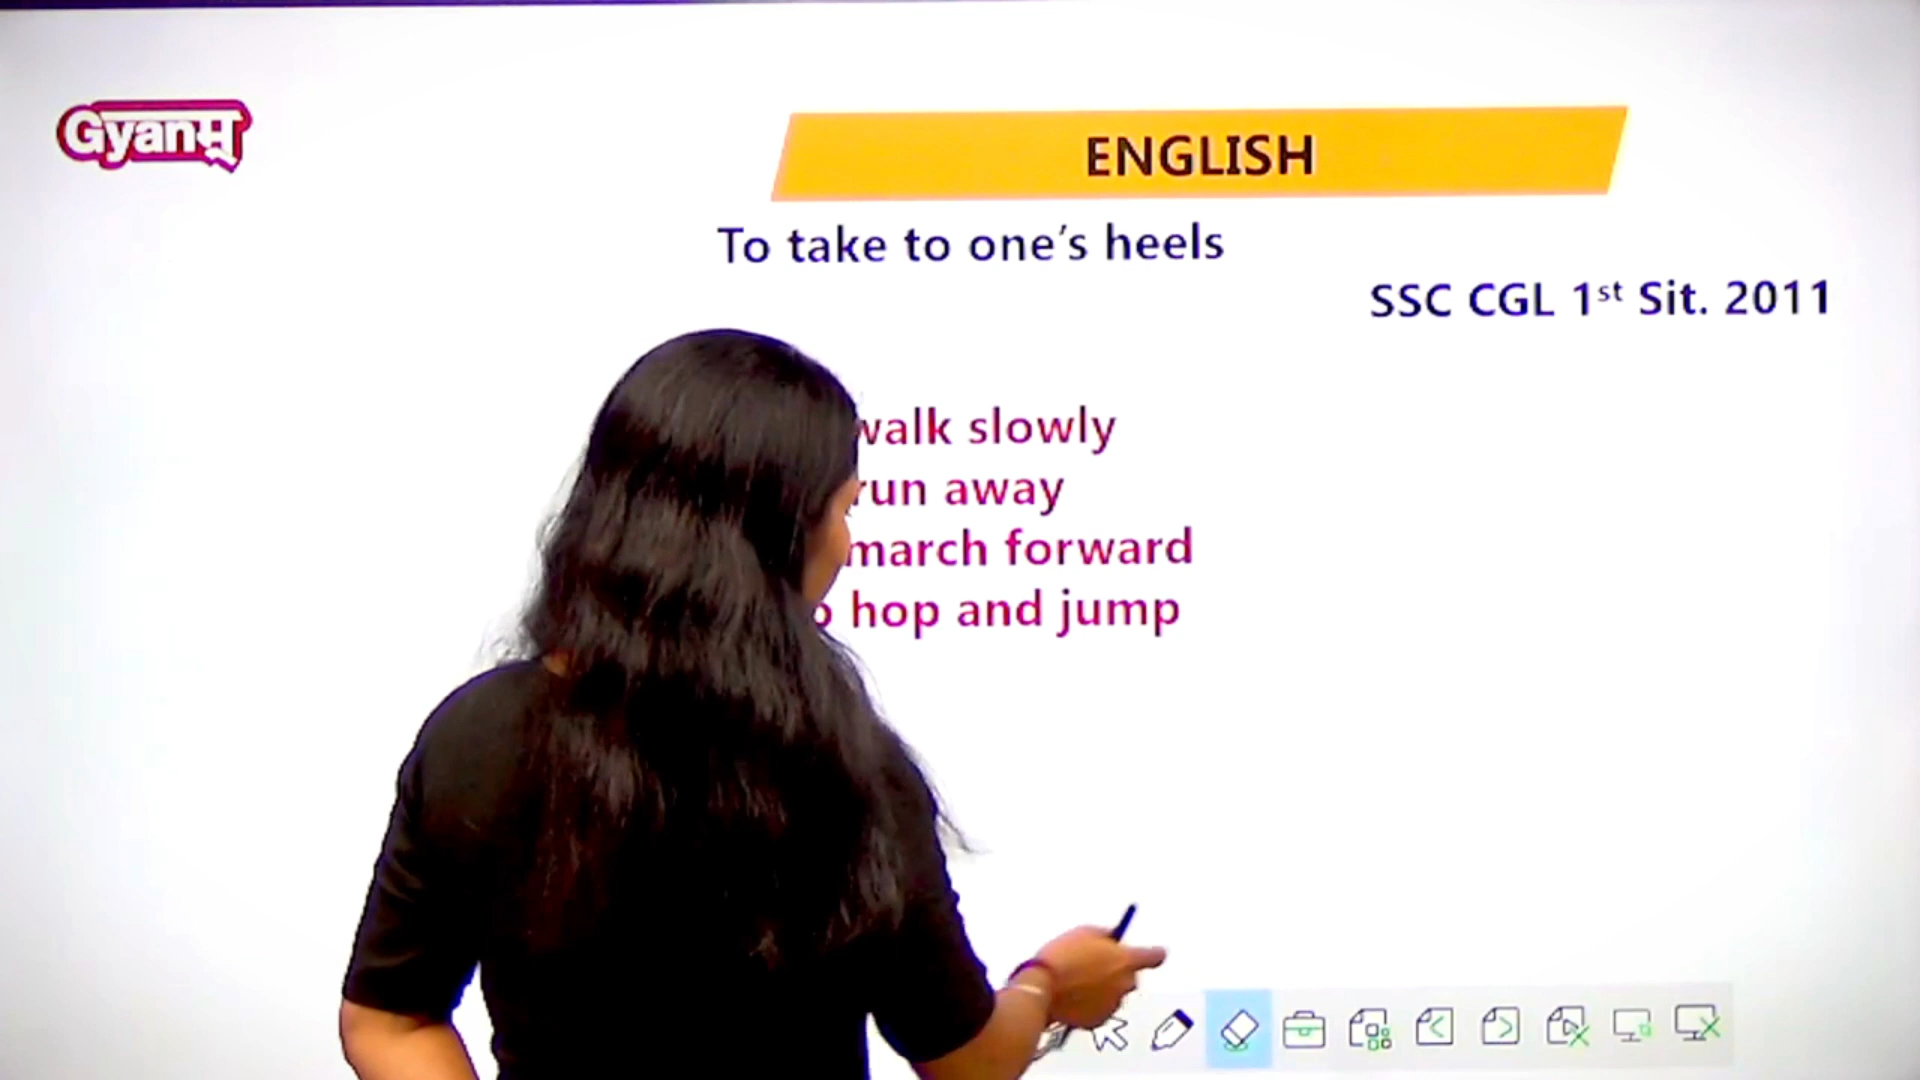 Gyanभू
ENGLISH
To take to one's heels
SSC CGL 1st Sit. 2011
walk slowly
run away
march forward
hop and jump